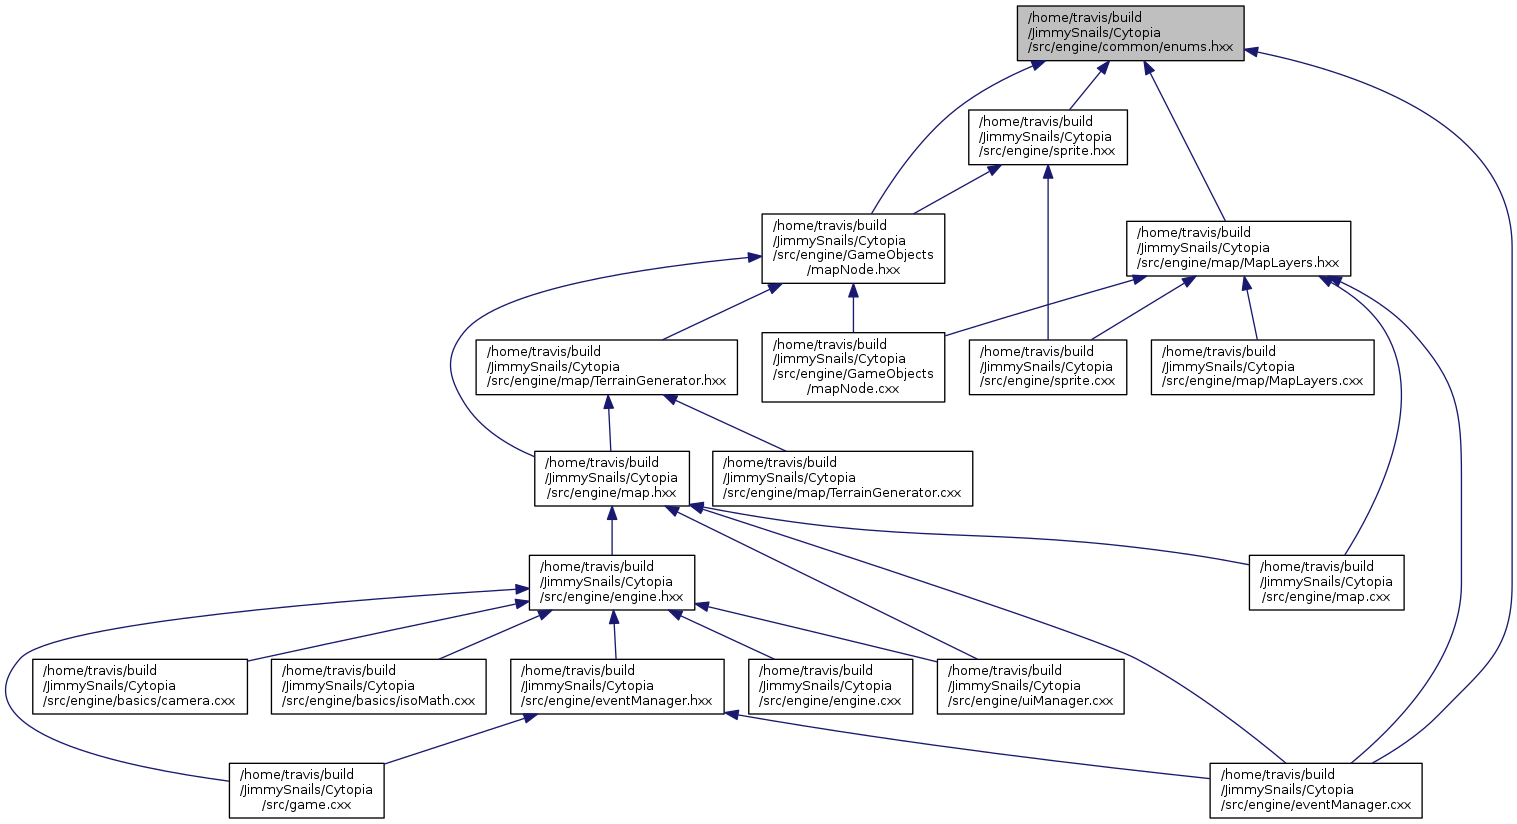 /home/travis/build
/JimmySnails/Cytopia
/src/engine/common/enums.hxx
/home/travis/build
/JimmySnails/Cytopia
/src/engine/sprite.hxx
/home/travis/build
/JimmySnails/Cytopia
/src/engine/GameObjects
/mapNode.hxx
/home/travis/build
/JimmySnails/Cytopia
/src/engine/map/MapLayers.hxx
/home/travis/build
/JimmySnails/Cytopia
/src/engine/map/TerrainGenerator.hxx
/home/travis/build
/JimmySnails/Cytopia
/src/engine/GameObjects
/mapNode.cxx
/home/travis/build
/JimmySnails/Cytopia
/src/engine/sprite.cxx
/home/travis/build
/JimmySnails/Cytopia
/src/engine/map/MapLayers.cxx
/home/travis/build
/JimmySnails/Cytopia
/src/engine/map.hxx
/home/travis/build
/JimmySnails/Cytopia
/src/engine/map/TerrainGenerator.cxx
/home/travis/build
/JimmySnails/Cytopia
/src/engine/engine.hxx
/home/travis/build
/JimmySnails/Cytopia
/src/engine/map.cxx
/home/travis/build
/JimmySnails/Cytopia
/src/engine/basics/camera.cxx
/home/travis/build
/JimmySnails/Cytopia
/src/engine/basics/isoMath.cxx
/home/travis/build
/JimmySnails/Cytopia
/src/engine/eventManager.hxx
/home/travis/build
/JimmySnails/Cytopia
/src/engine/engine.cxx
/home/travis/build
/JimmySnails/Cytopia
/src/engine/uiManager.cxx
/home/travis/build
/JimmySnails/Cytopia
/src/game.cxx
/home/travis/build
/JimmySnails/Cytopia
/src/engine/eventManager.cxx